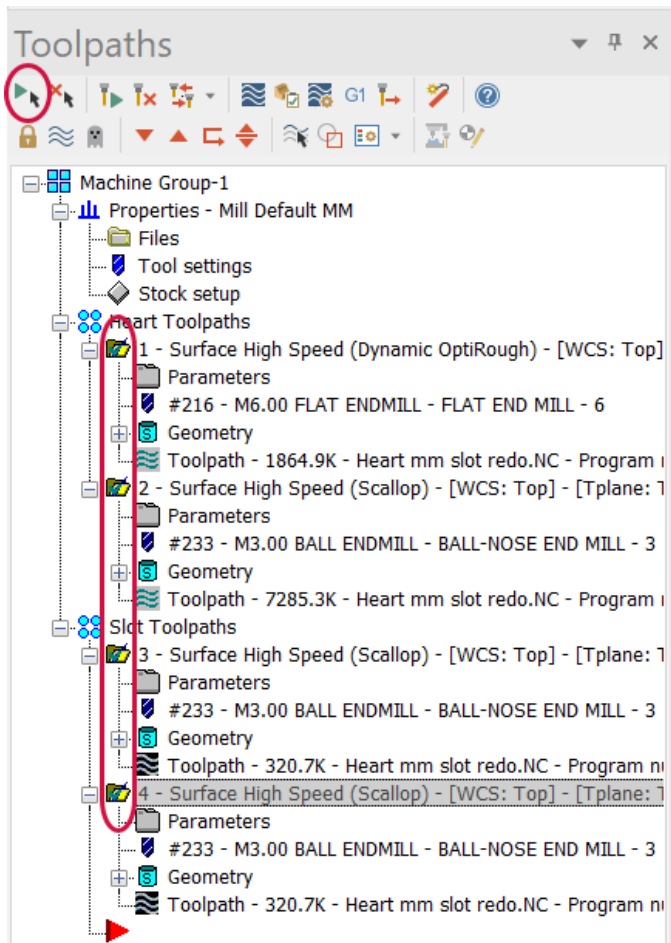 Toolpaths
G1
Machine Group-1
Properties - Mill Default MM
Files
Tool settings
Stock setup
Heart Toolpaths
1 - Surface High Speed (Dynamic OptiRough) - [WCS: Top]
Parameters
#216 - M6.00 FLAT ENDMILL - FLAT END MILL - 6
S Geometry
Toolpath - 1864.9K - Heart mm slot redo.NC - Program
2 - Surface High Speed (Scallop) - [WCS: Top] - [Tplane:
Parameters
#233 - M3.00 BALL ENDMILL - BALL-NOSE END MILL - 3
S Geometry
Toolpath - 7285.3K - Heart mm slot redo.NC - Program
Slot Toolpaths
3 - Surface High Speed (Scallop) - [WCS: Top] - [Tplane:
Parameters
#233 - M3.00 BALL ENDMILL - BALL-NOSE END MILL - 3
S Geometry
Toolpath - 320.7K - Heart mm slot redo.NC - Program
4 - Surface High Speed (Scallop) - [WCS: Top] - [Tplane:
Parameters
#233 - M3.00 BALL ENDMILL - BALL-NOSE END MILL - 3
S Geometry
Toolpath - 320.7K - Heart mm slot redo.NC - Program